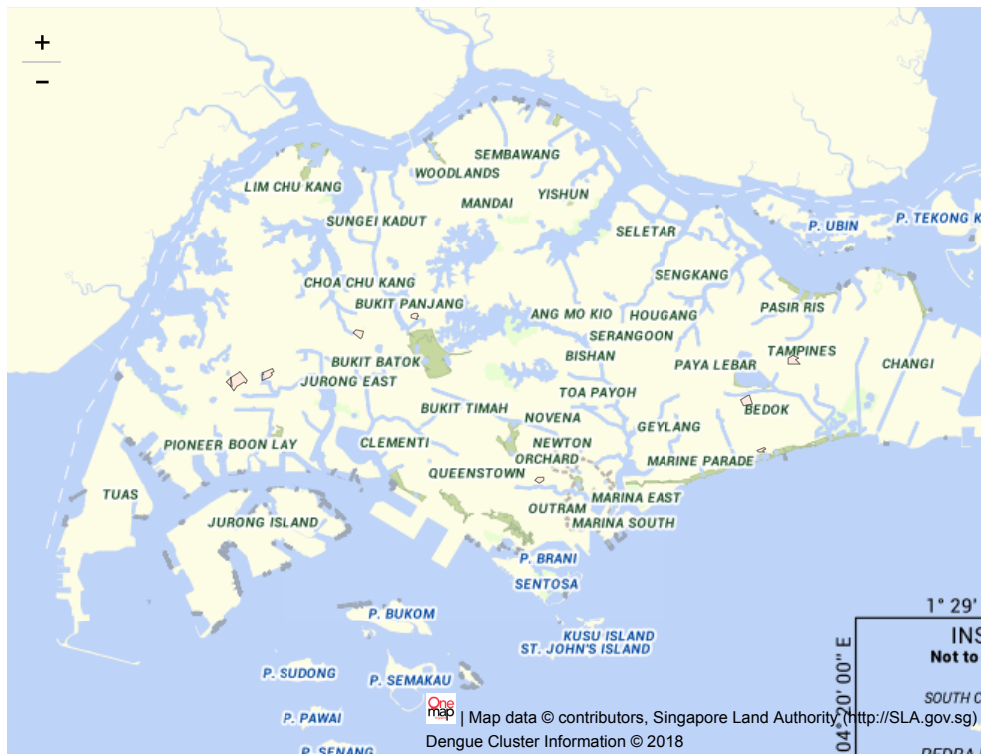 +
−
SEMBAWANG
WOODLANDS
LIM CHU KANG
YISHUN
MANDAI
SUNGEI KADUT
P. UBIN
P. TEKONG K
SELETAR
SENGKANG
CHOA CHU KANG
BUKIT PANJANG
PASIR RIS
ANG MO KIO
HOUGANG
SERANGOON
BISHAN
TAMPINES
BUKIT BATOK
PAYA LEBAR
CHANGI
JURONG EAST
TOA PAYOH
BUKIT TIMAH
NOVENA
BEDOK
GEYLANG
PIONEER BOON LAY
CLEMENTI
NEWTON
ORCHARD
MARINE PARADE
QUEENSTOWN
TUAS
MARINA EAST
OUTRAM
JURONG ISLAND
MARINA SOUTH
P. BRANI
SENTOSA
P. BUKOM
1° 29'
KUSU ISLAND
ST. JOHN'S ISLAND
INS
Not to
P. SUDONG
P. SEMAKAU
04° 20' 00" E
SOUTH C
P. PAWAI
One map | Map data © contributors, Singapore Land Authority (http://SLA.gov.sg)
P. SENANG
Dengue Cluster Information © 2018
PEDRA